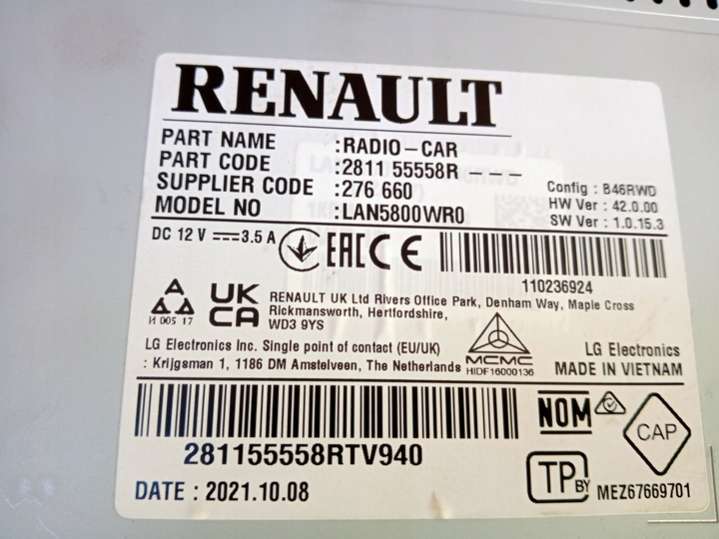 RENAULT
PART NAME :RADIO-CAR
PART CODE :2811 55558R - - -
SUPPLIER CODE :276 660
MODEL NO :LAN5800WR0
Config : B46RWD
HW Ver : 42.0.00
SW Ver : 1.0.15.3
DC 12 V 3.5 A
EAC CE
110236924
И 005 17
UK
CA
RENAULT UK Ltd Rivers Office Park, Denham Way, Maple Cross
Rickmansworth, Hertfordshire,
WD3 9YS
LG Electronics Inc. Single point of contact (EU/UK)
: Krijgsman 1, 1186 DM Amstelveen, The Netherlands
MCMC
HIDF16000136
LG Electronics
MADE IN VIETNAM
281155558RTV940
DATE : 2021.10.08
NOM
CAP
TP BY
MEZ67669701